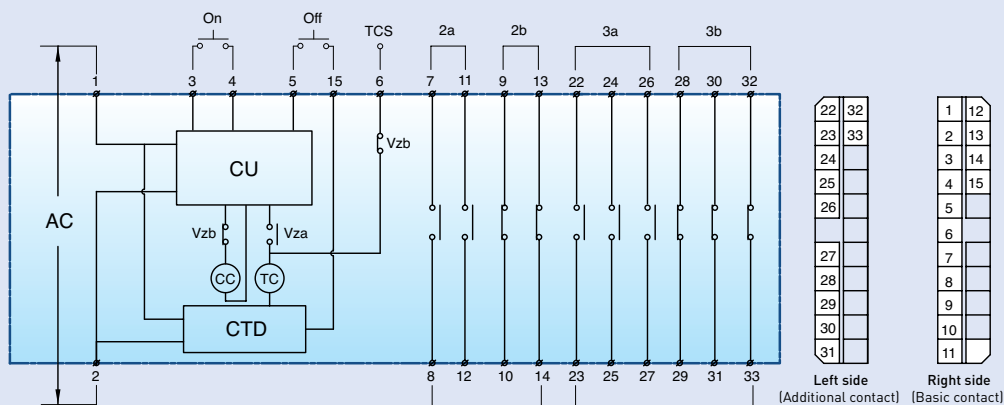 On Off TCS 2a 2b 3a 3b
1 3 4 5 15 6 7 11 9 13 22 24 26 28 30 32
Vzb
CU
AC
Vzb Vza
CC TC
CTD
2 8 12 10 14 23 25 27 29 31 33
22 32
23 33
24
25
26
27
28
29
30
31
Left side
(Additional contact)
1 12
2 13
3 14
4 15
5
6
7
8
9
10
11
Right side
(Basic contact)